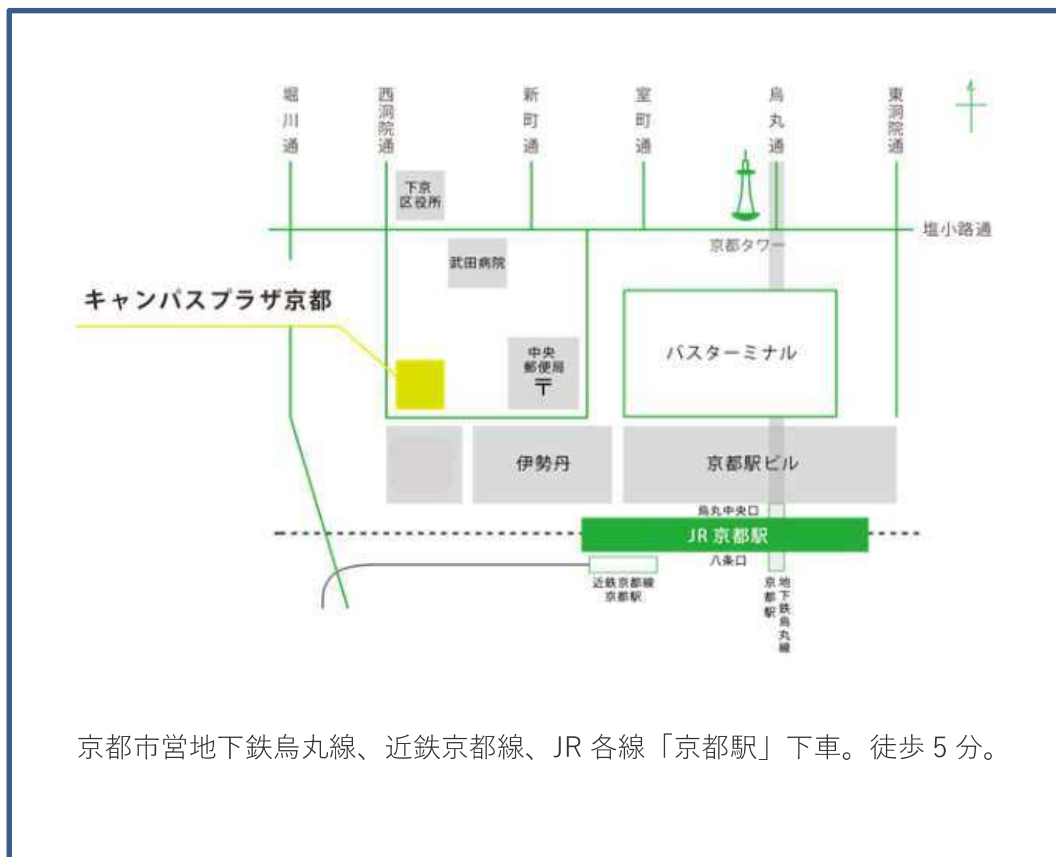 堀川通
西洞院通
新町通
室町通
烏丸通
東洞院通
下京
区役所
塩小路通
京都タワー
武田病院
キャンパスプラザ京都
中央
郵便局
〒
バスターミナル
伊勢丹
京都駅ビル
烏丸中央口
JR 京都駅
八条口
近鉄京都線
京都駅
地下鉄烏丸線
京都駅
京都市営地下鉄烏丸線、近鉄京都線、JR 各線「京都駅」下車。徒歩 5 分。